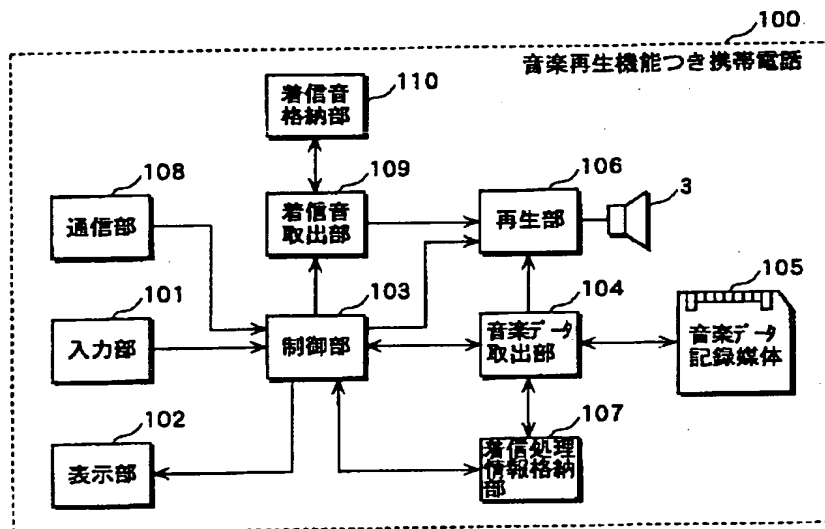 100
音楽再生機能つき携帯電話
着信音
格納部
110
108
通信部
109
着信音
取出部
106
再生部
3
101
入力部
103
制御部
104
音楽データ
取出部
105
音楽データ
記録媒体
102
表示部
107
着信処理
情報格納
部